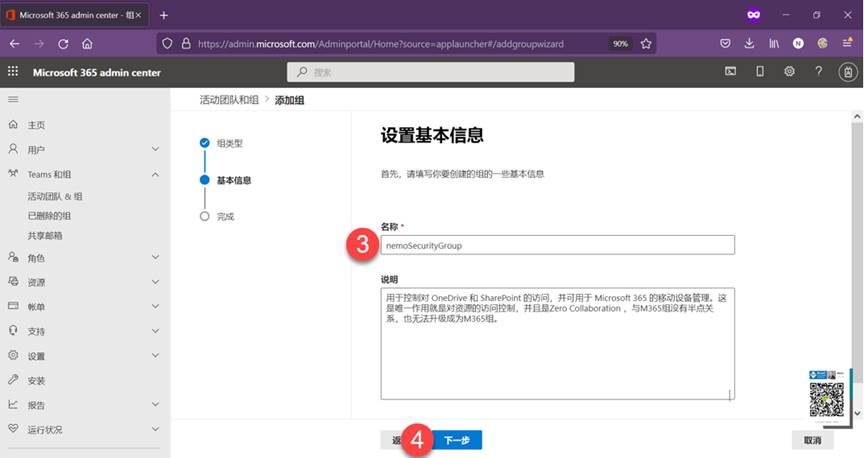 Microsoft 365 admin center - 组
https://admin.microsoft.com/Adminportal/Home?source=applauncher#/addgroupwizard
90%
N
Microsoft 365 admin center
搜索
?
活动团队和组 > 添加组
主页
用户
Teams 和组
活动团队 & 组
已删除的组
共享邮箱
角色
资源
帐单
支持
设置
安装
报告
运行状况
组类型
基本信息
完成
设置基本信息
首先，请填写你要创建的组的一些基本信息
名称 *
3
nemoSecurityGroup
说明
用于控制对 OneDrive 和 SharePoint 的访问，并可用于 Microsoft 365 的移动设备管理。这
是唯一作用就是对资源的访问控制，并且是Zero Collaboration ，与M365组没有半点关
系，也无法升级成为M365组。
返
4
下一步
取消